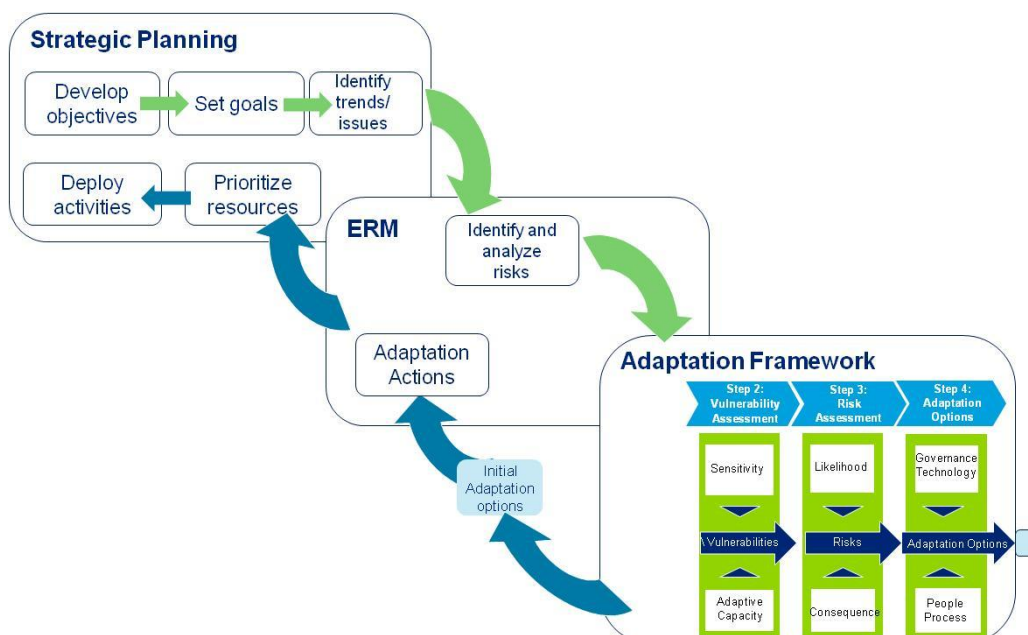 Strategic Planning
Develop
objectives
Set goals
Identify
trends/
issues
Deploy
activities
Prioritize
resources
ERM
Identify and
analyze
risks
Adaptation
Actions
Initial
Adaptation
options
Adaptation Framework
Step 2:
Vulnerability
Assessment
Step 3:
Risk
Assessment
Step 4:
Adaptation
Options
Sensitivity
Likelihood
Governance
Technology
Vulnerabilities
Risks
Adaptation Options
Adaptive
Capacity
Consequence
People
Process